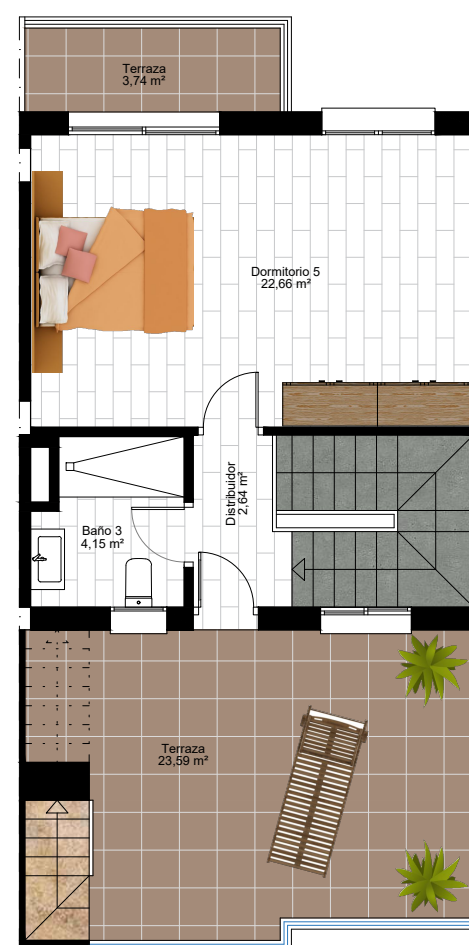 Terraza
3,74 m²
Dormitorio 5
22,66 m²
Distribuidor
2,64 m²
Baño 3
4,15 m²
Terraza
23,59 m²